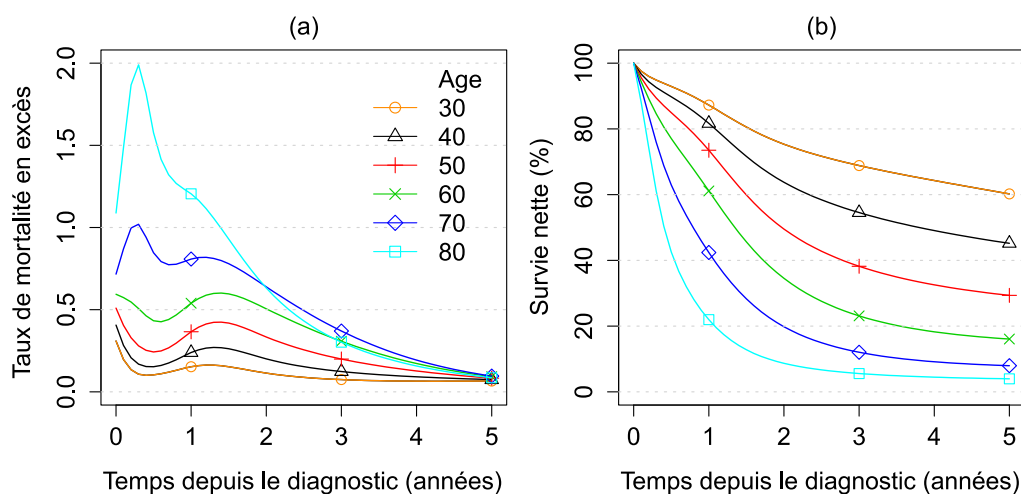 (a)
Taux de mortalité en excès
0.0 0.5 1.0 1.5 2.0
Age
30
40
50
60
70
80
0 1 2 3 4 5
Temps depuis le diagnostic (années)
(b)
Survie nette (%)
0 20 40 60 80 100
0 1 2 3 4 5
Temps depuis le diagnostic (années)